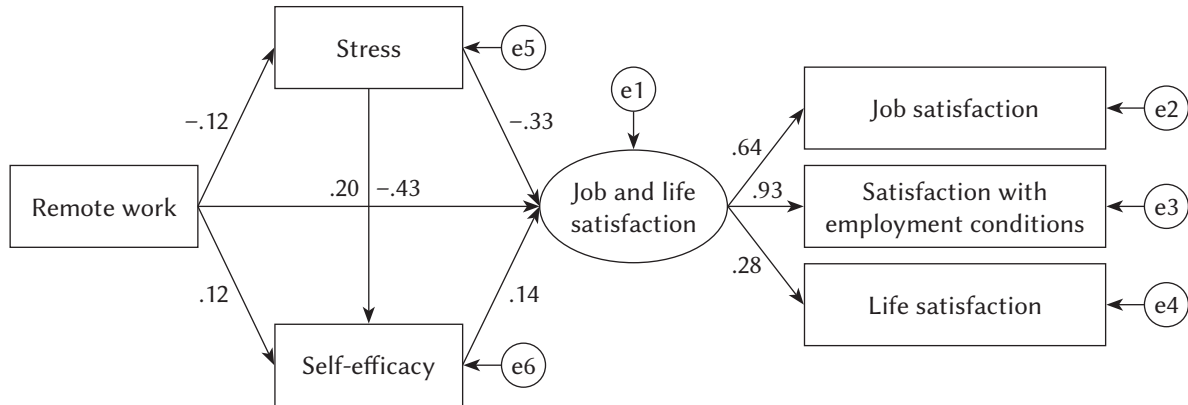 Stress
e5
e1
Job satisfaction
e2
−.12
−.33
.64
Remote work
.20
−.43
Job and life
satisfaction
.93
Satisfaction with
employment conditions
e3
.12
.14
.28
Life satisfaction
e4
Self-efficacy
e6